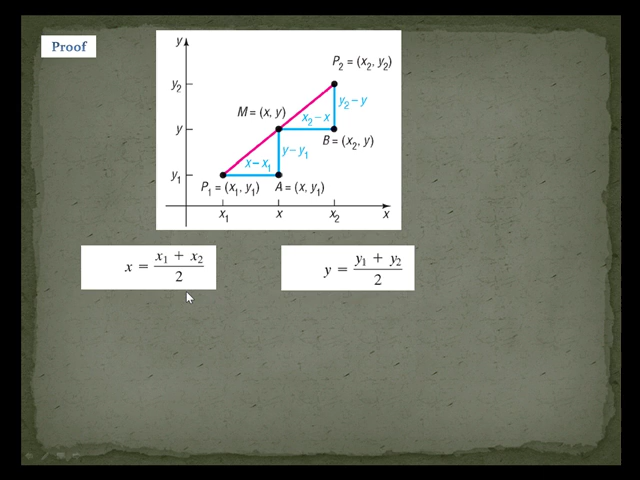 Proof
y
P₂ = (x₂, y₂)
y₂
y₂ – y
M = (x, y)
x₂ – x
y
B = (x₂, y)
y – y₁
x – x₁
y₁
P₁ = (x₁, y₁) A = (x, y₁)
x₁ x x₂ x
x = (x₁ + x₂)/2 y = (y₁ + y₂)/2